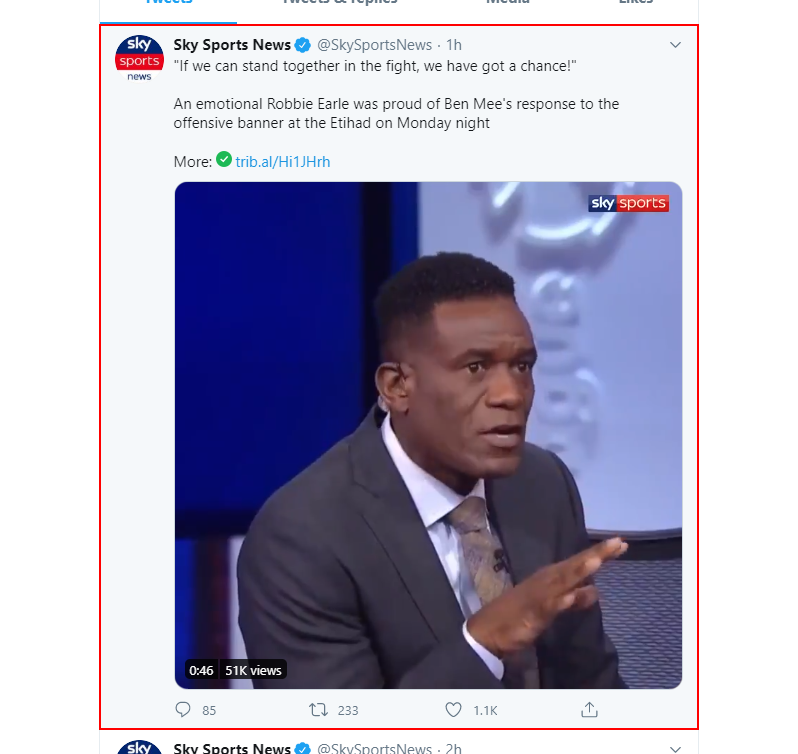 Tweets Tweets & replies Media Likes
sky
sports
news
Sky Sports News @SkySportsNews · 1h
"If we can stand together in the fight, we have got a chance!"
An emotional Robbie Earle was proud of Ben Mee's response to the
offensive banner at the Etihad on Monday night
More: trib.al/Hi1JHrh
sky sports
0:46 51K views
85 233 1.1K
sky
Sky Sports News @SkySportsNews · 2h